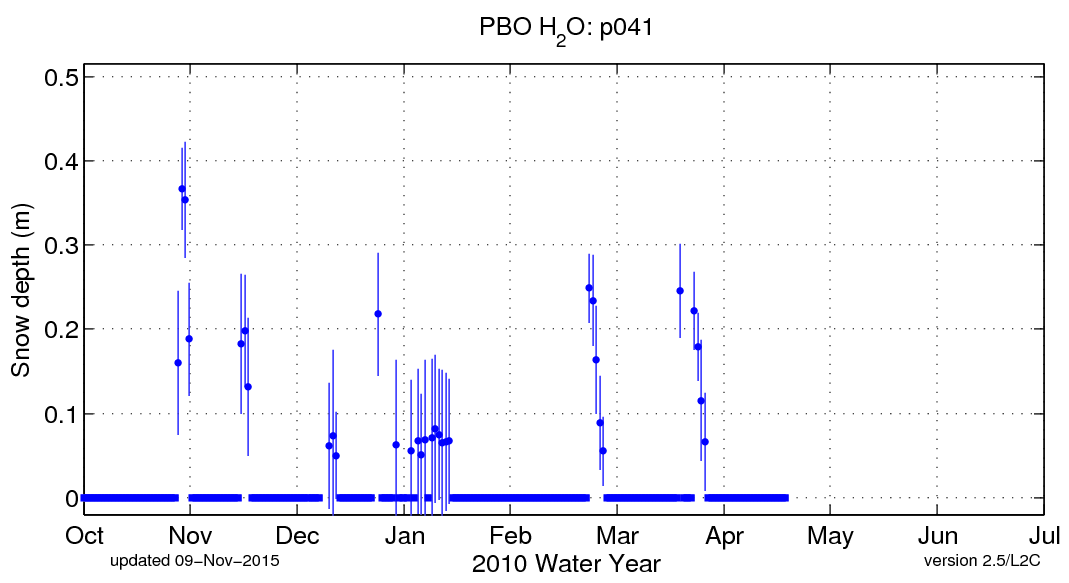 PBO H2O: p041
0.5
0.4
0.3
0.2
0.1
0
Snow depth (m)
Oct Nov Dec Jan Feb Mar Apr May Jun Jul
2010 Water Year
updated 09−Nov−2015
version 2.5/L2C